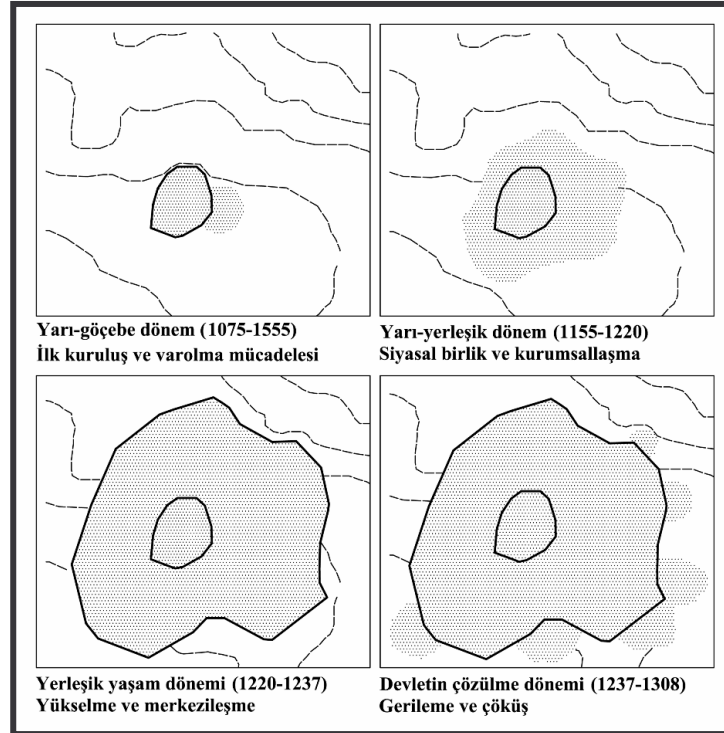 Yarı-göçebe dönem (1075-1555)
İlk kuruluş ve varolma mücadelesi
Yarı-yerleşik dönem (1155-1220)
Siyasal birlik ve kurumsallaşma
Yerleşik yaşam dönemi (1220-1237)
Yükselme ve merkezileşme
Devletin çözülme dönemi (1237-1308)
Gerileme ve çöküş